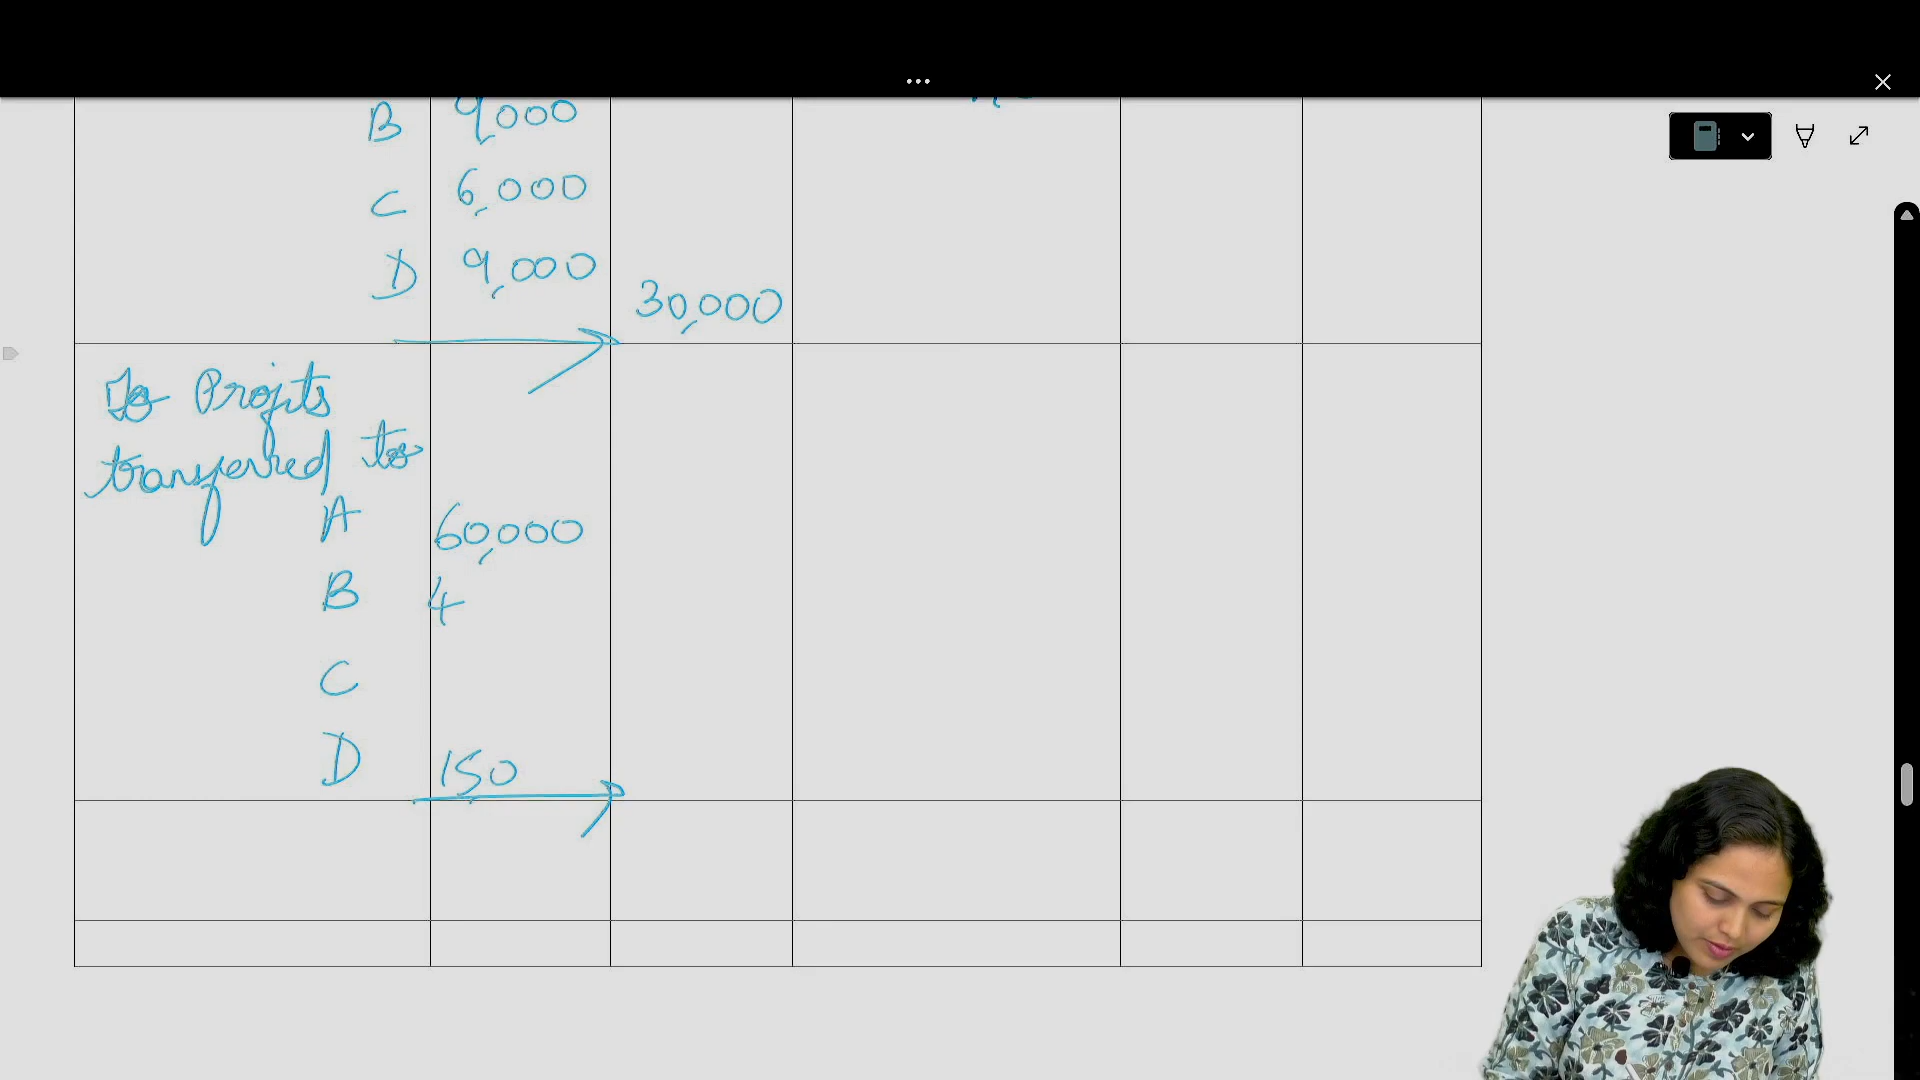 B 9,000
C 6,000
D 9,000
30,000
To Profits
transferred to
A 60,000
B 4
C
D 150